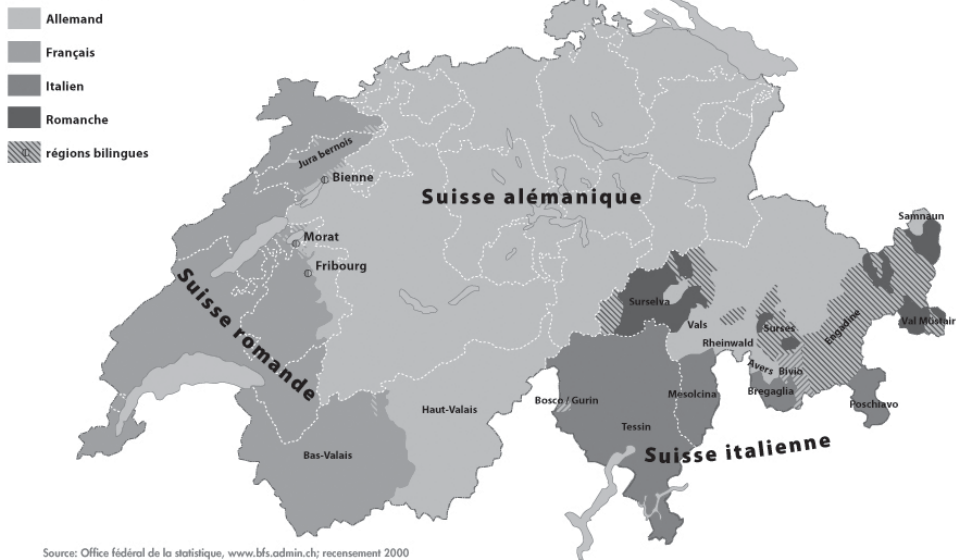 Allemand
Français
Italien
Romanche
régions bilingues
Jura bernois
Bienne
Suisse alémanique
Samnaun
Morat
Fribourg
Suisse romande
Surselva
Vals
Surses
Engadine
Val Müstair
Rheinwald
Avers
Bivio
Bregaglia
Bosco / Gurin
Mesolcina
Poschiavo
Haut-Valais
Tessin
Suisse italienne
Bas-Valais
Source: Office fédéral de la statistique, www.bfs.admin.ch; recensement 2000